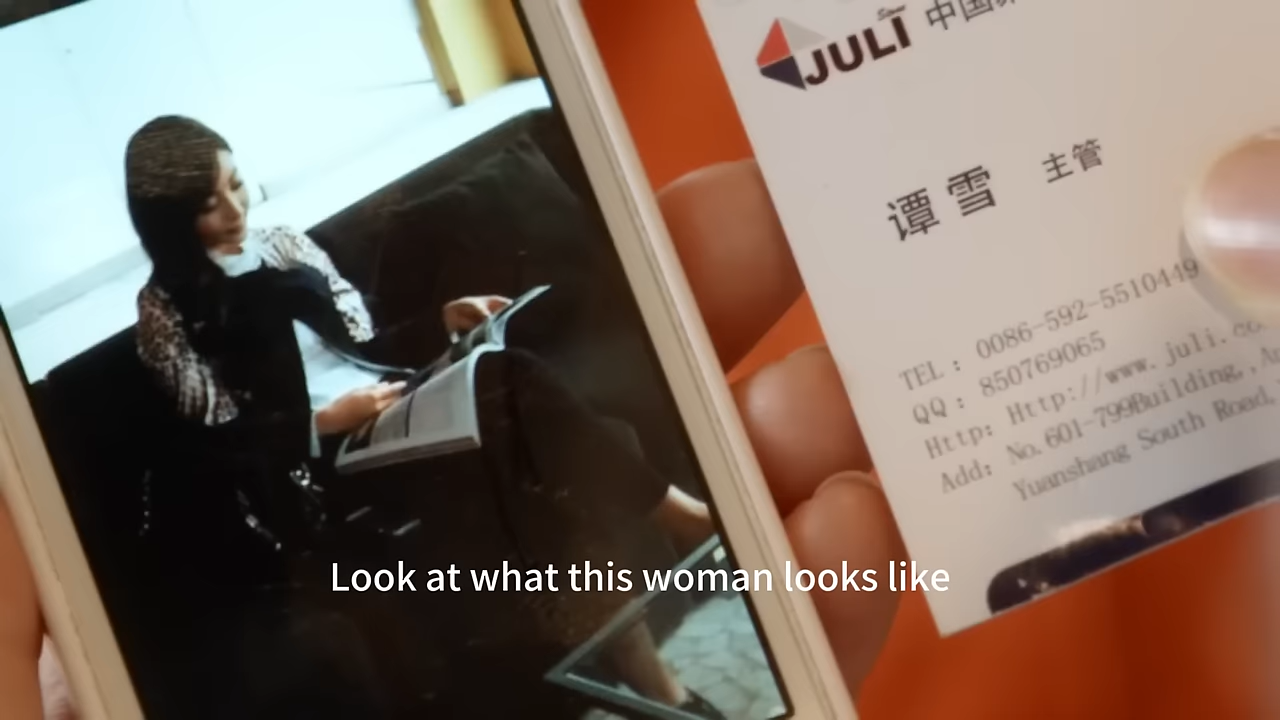 JULI
中国
谭雪 主管
TEL: 0086-592-5510449
QQ: 850769065
Http: Http://www.juli.co
Add: No.601-799Building,
Yuanshang South Road,
Look at what this woman looks like